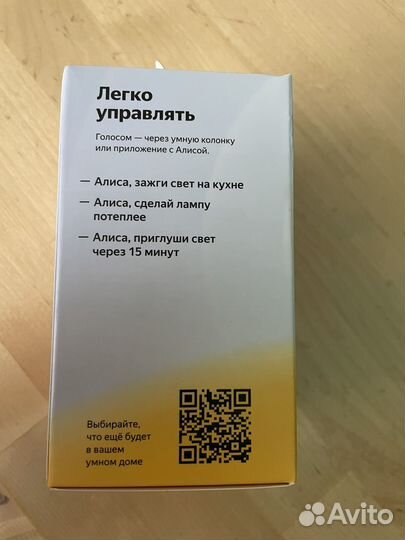 Легко
управлять
Голосом — через умную колонку
или приложение с Алисой.
— Алиса, зажги свет на кухне
— Алиса, сделай лампу
потеплее
— Алиса, приглуши свет
через 15 минут
Выбирайте,
что ещё будет
в вашем
умном доме
Avito